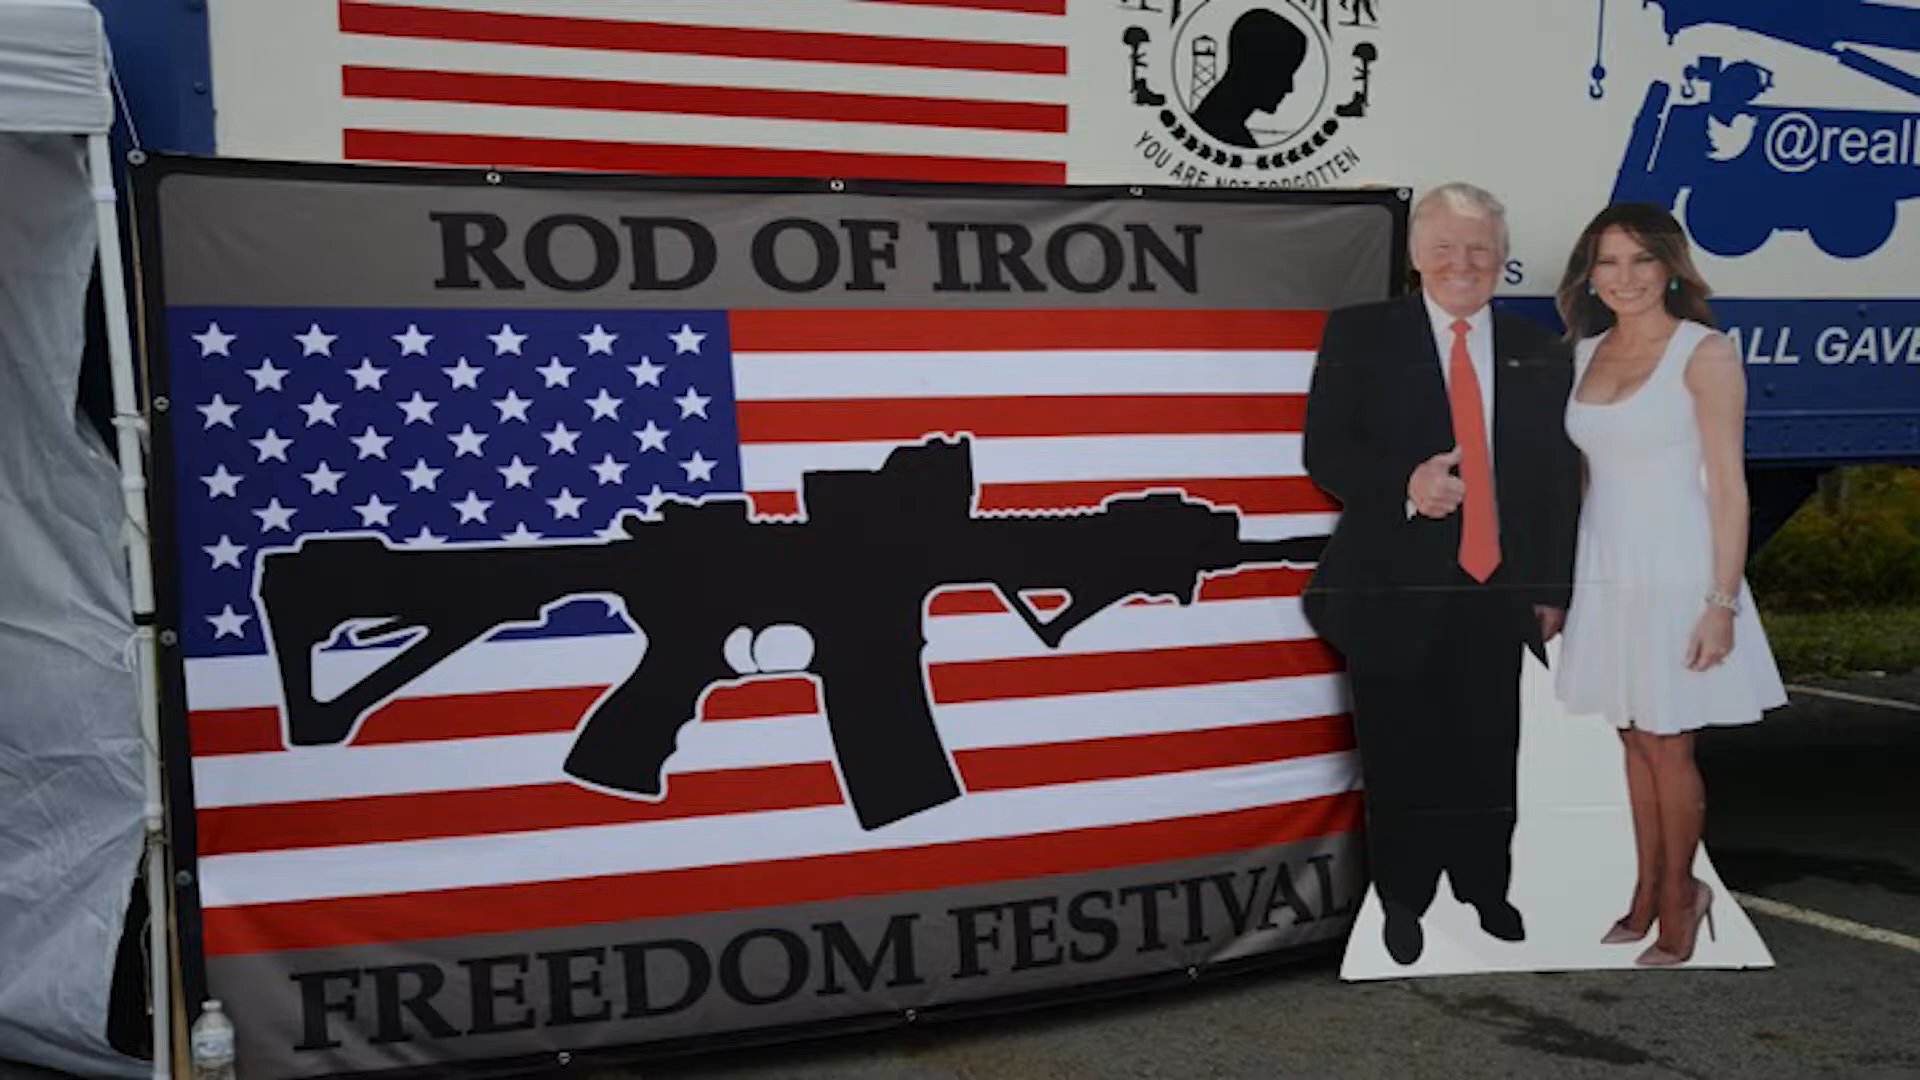 YOU ARE NOT FORGOTTEN
@real
ROD OF IRON
S
ALL GAVE
FREEDOM FESTIVAL